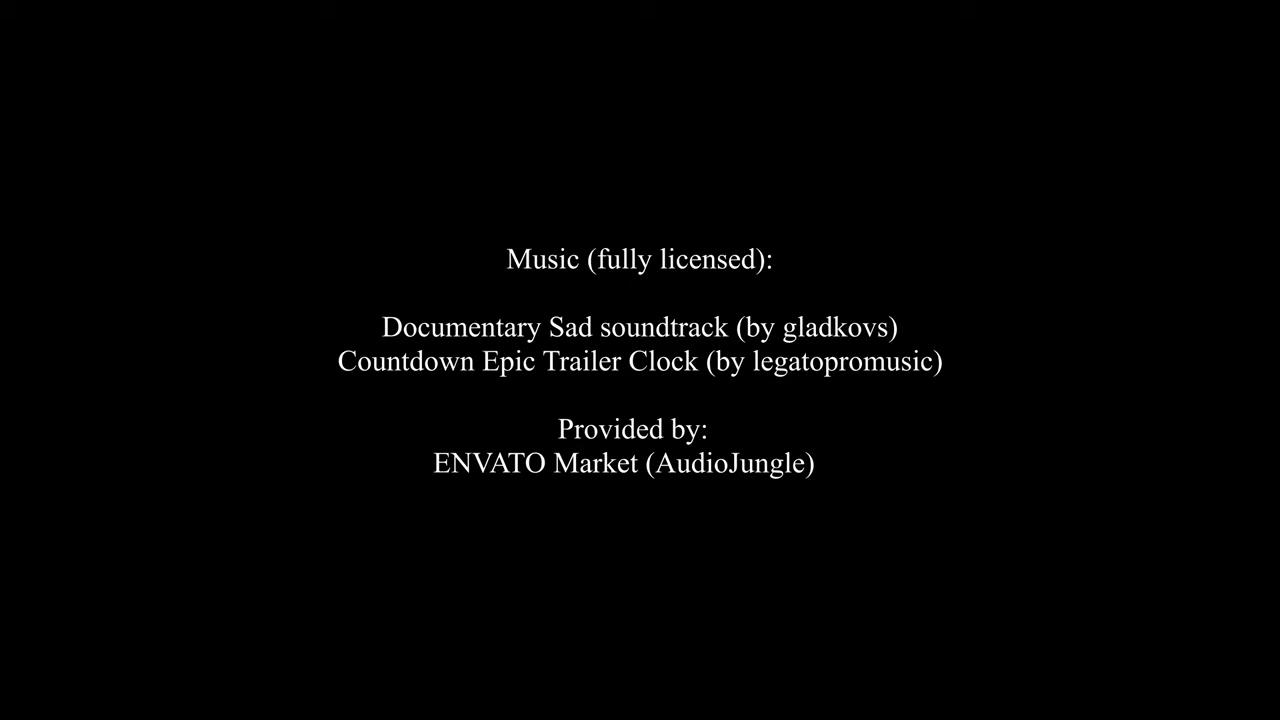 Music (fully licensed):
Documentary Sad soundtrack (by gladkovs)
Countdown Epic Trailer Clock (by legatopromusic)
Provided by:
ENVATO Market (AudioJungle)